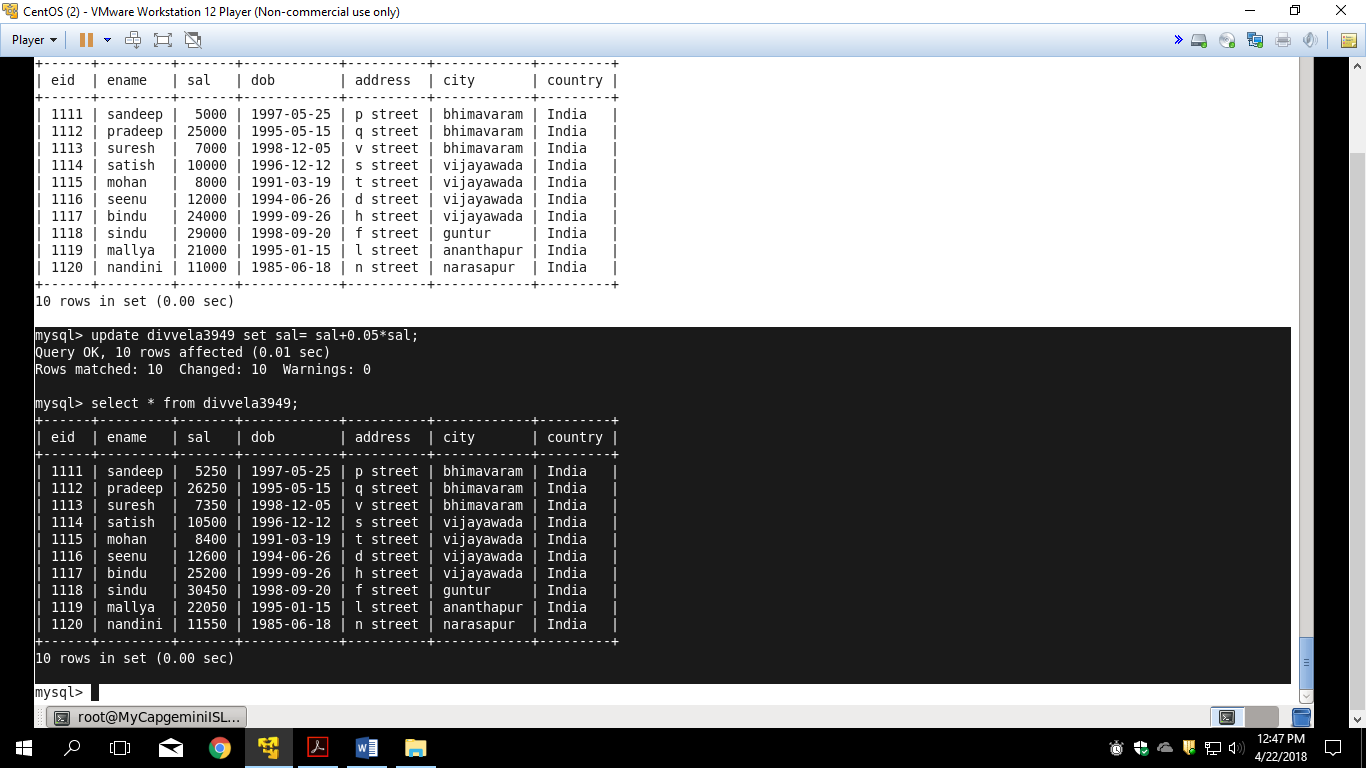 CentOS (2) - VMware Workstation 12 Player (Non-commercial use only)
Player
+------+---------+-------+------------+----------+------------+---------+
| eid  | ename   | sal   | dob        | address  | city       | country |
+------+---------+-------+------------+----------+------------+---------+
| 1111 | sandeep |  5000 | 1997-05-25 | p street | bhimavaram | India   |
| 1112 | pradeep | 25000 | 1995-05-15 | q street | bhimavaram | India   |
| 1113 | suresh  |  7000 | 1998-12-05 | v street | bhimavaram | India   |
| 1114 | satish  | 10000 | 1996-12-12 | s street | vijayawada | India   |
| 1115 | mohan   |  8000 | 1991-03-19 | t street | vijayawada | India   |
| 1116 | seenu   | 12000 | 1994-06-26 | d street | vijayawada | India   |
| 1117 | bindu   | 24000 | 1999-09-26 | h street | vijayawada | India   |
| 1118 | sindu   | 29000 | 1998-09-20 | f street | guntur     | India   |
| 1119 | mallya  | 21000 | 1995-01-15 | l street | ananthapur | India   |
| 1120 | nandini | 11000 | 1985-06-18 | n street | narasapur  | India   |
+------+---------+-------+------------+----------+------------+---------+
10 rows in set (0.00 sec)
mysql> update divvela3949 set sal= sal+0.05*sal;
Query OK, 10 rows affected (0.01 sec)
Rows matched: 10  Changed: 10  Warnings: 0
mysql> select * from divvela3949;
+------+---------+-------+------------+----------+------------+---------+
| eid  | ename   | sal   | dob        | address  | city       | country |
+------+---------+-------+------------+----------+------------+---------+
| 1111 | sandeep |  5250 | 1997-05-25 | p street | bhimavaram | India   |
| 1112 | pradeep | 26250 | 1995-05-15 | q street | bhimavaram | India   |
| 1113 | suresh  |  7350 | 1998-12-05 | v street | bhimavaram | India   |
| 1114 | satish  | 10500 | 1996-12-12 | s street | vijayawada | India   |
| 1115 | mohan   |  8400 | 1991-03-19 | t street | vijayawada | India   |
| 1116 | seenu   | 12600 | 1994-06-26 | d street | vijayawada | India   |
| 1117 | bindu   | 25200 | 1999-09-26 | h street | vijayawada | India   |
| 1118 | sindu   | 30450 | 1998-09-20 | f street | guntur     | India   |
| 1119 | mallya  | 22050 | 1995-01-15 | l street | ananthapur | India   |
| 1120 | nandini | 11550 | 1985-06-18 | n street | narasapur  | India   |
+------+---------+-------+------------+----------+------------+---------+
10 rows in set (0.00 sec)
mysql>
root@MyCapgeminiISL...
12:47 PM
4/22/2018